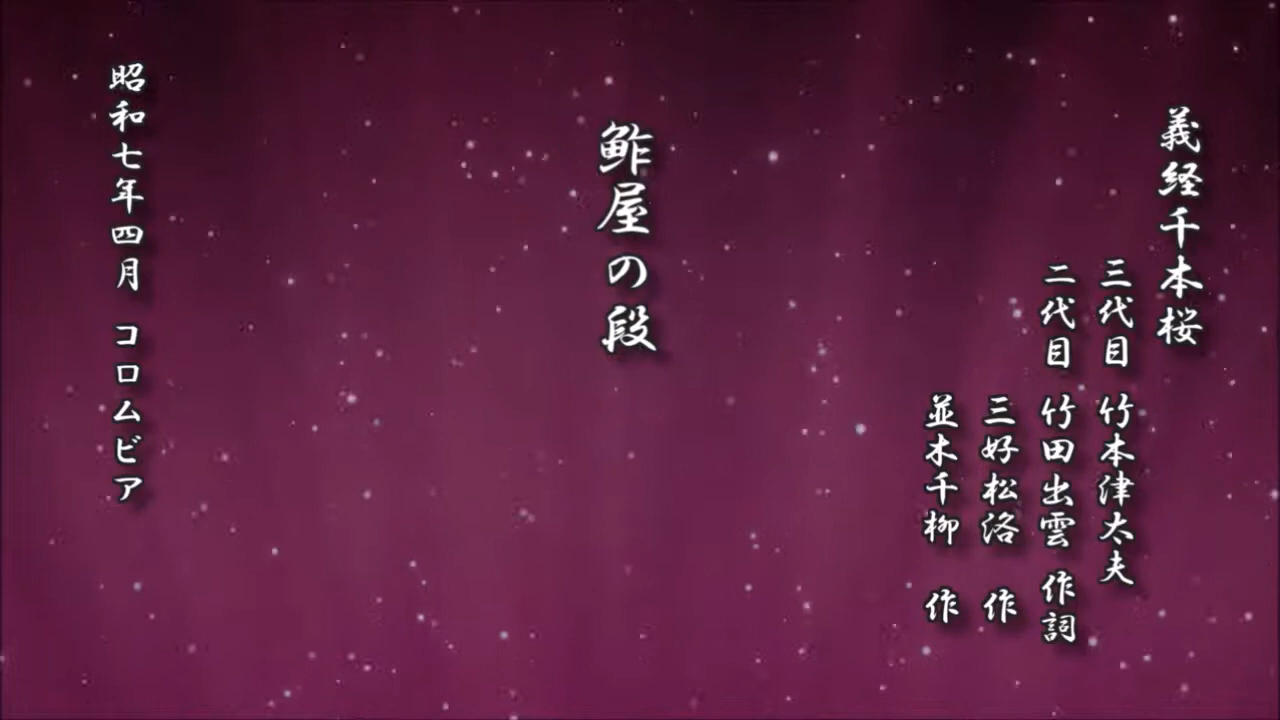 義経千本桜
三代目 竹本津太夫
二代目 竹田出雲 作詞
三好松洛 作
並木千柳 作
鮓屋の段
昭和七年四月 コロムビア